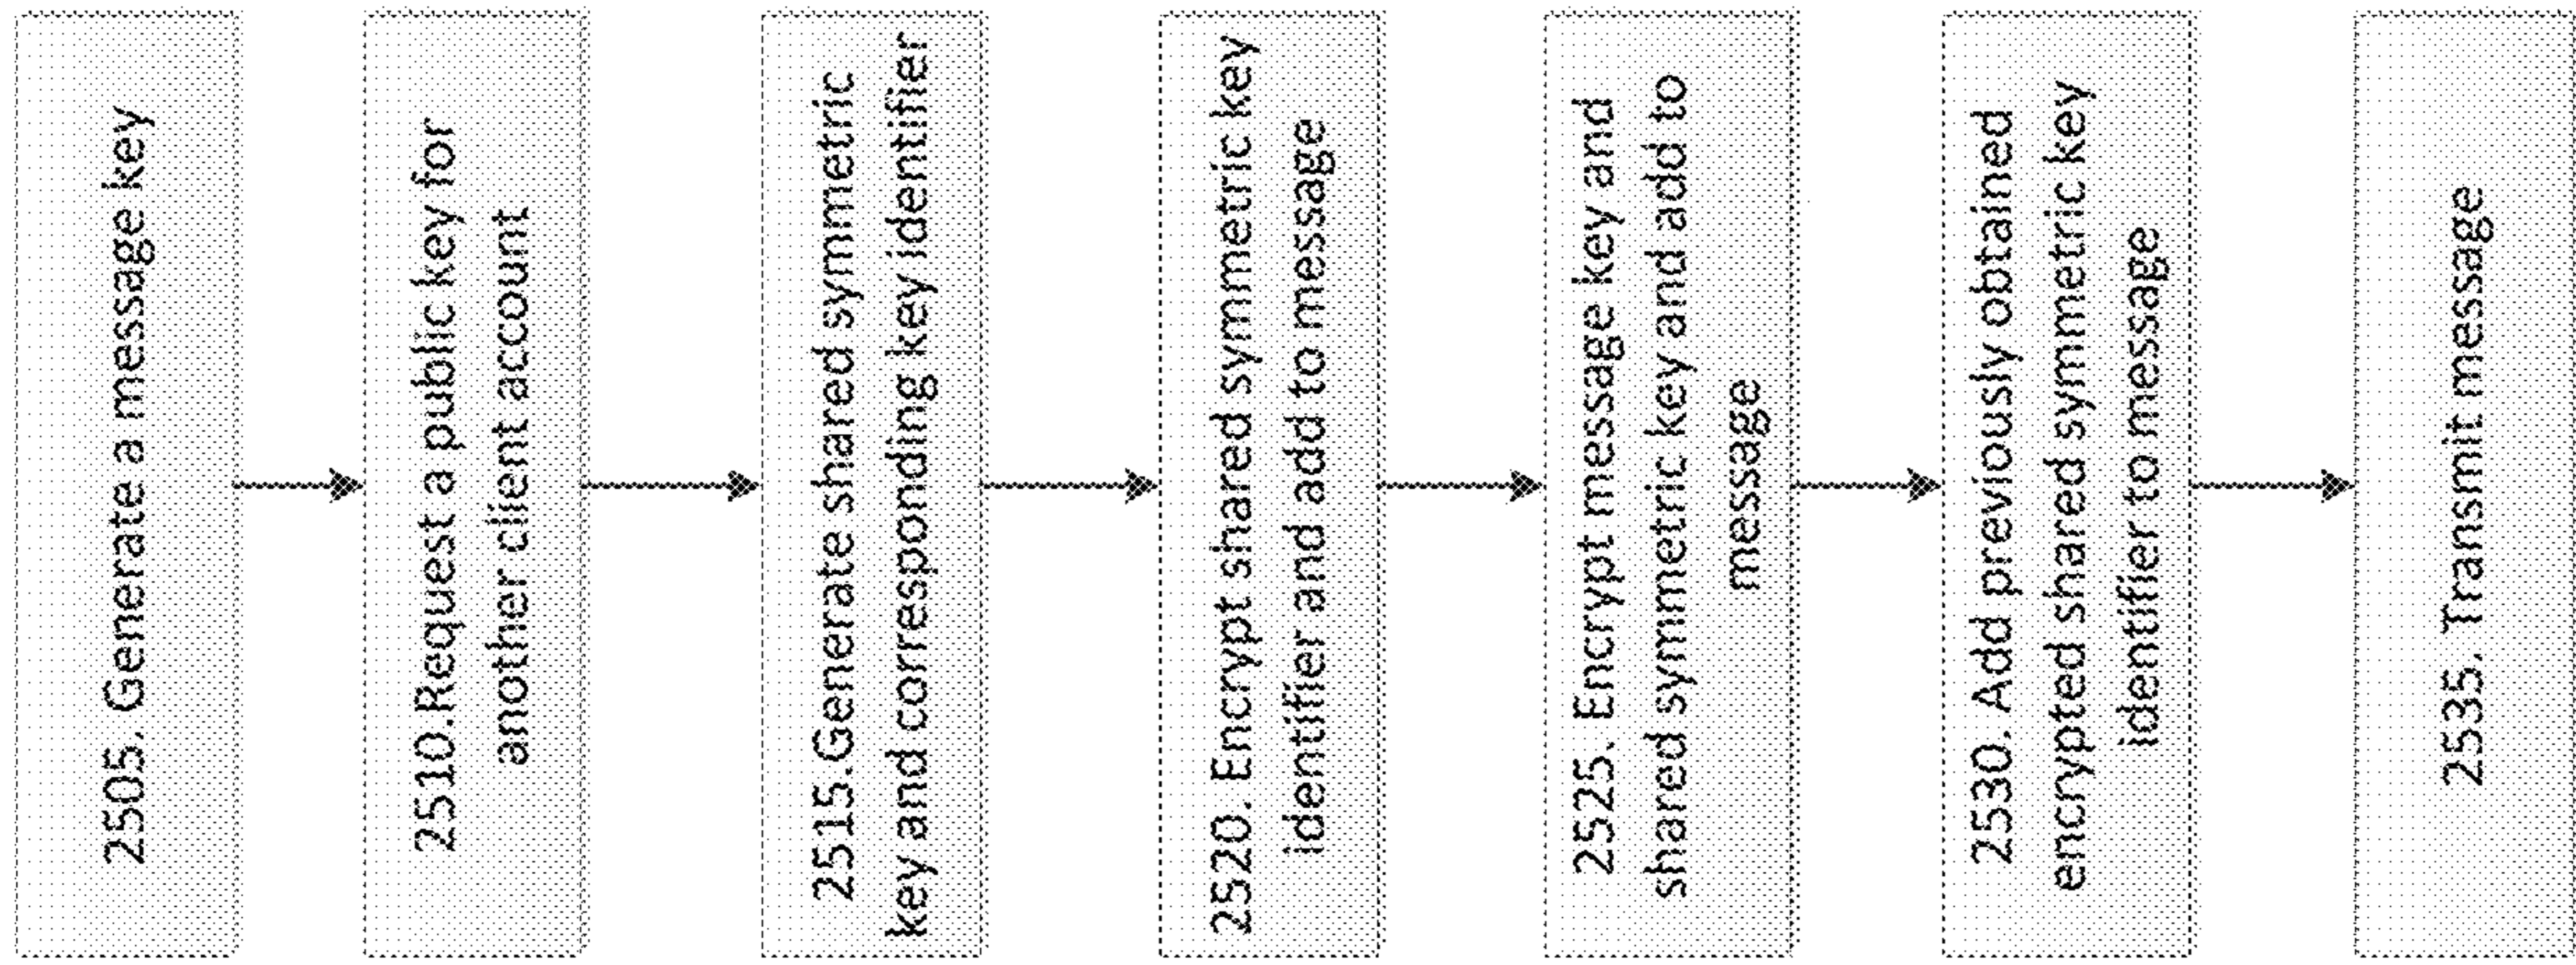 2505. Generate a message key
2510.Request a public key for
another client account
2515.Generate shared symmetric
key and corresponding key identifier
2520. Encrypt shared symmetric key
identifier and add to message
2525. Encrypt message key and
shared symmetric key and add to
message
2530. Add previously obtained
encrypted shared symmetric key
identifier to message
2535. Transmit message